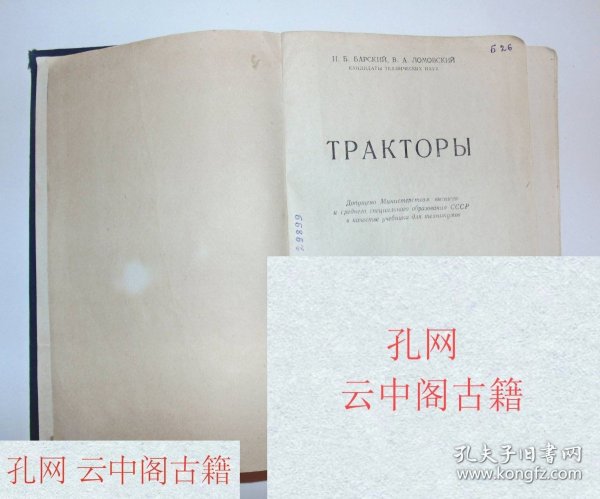 Б 26
И. Б. БАРСКИЙ, В. А. ЛОМОВСКИЙ
КАНДИДАТЫ ТЕХНИЧЕСКИХ НАУК
ТРАКТОРЫ
Допущено Министерством высшего
и среднего специального образования СССР
в качестве учебника для техникумов
孔网
云中阁古籍
孔网 云中阁古籍
孔夫子旧书网
www.kongfz.com